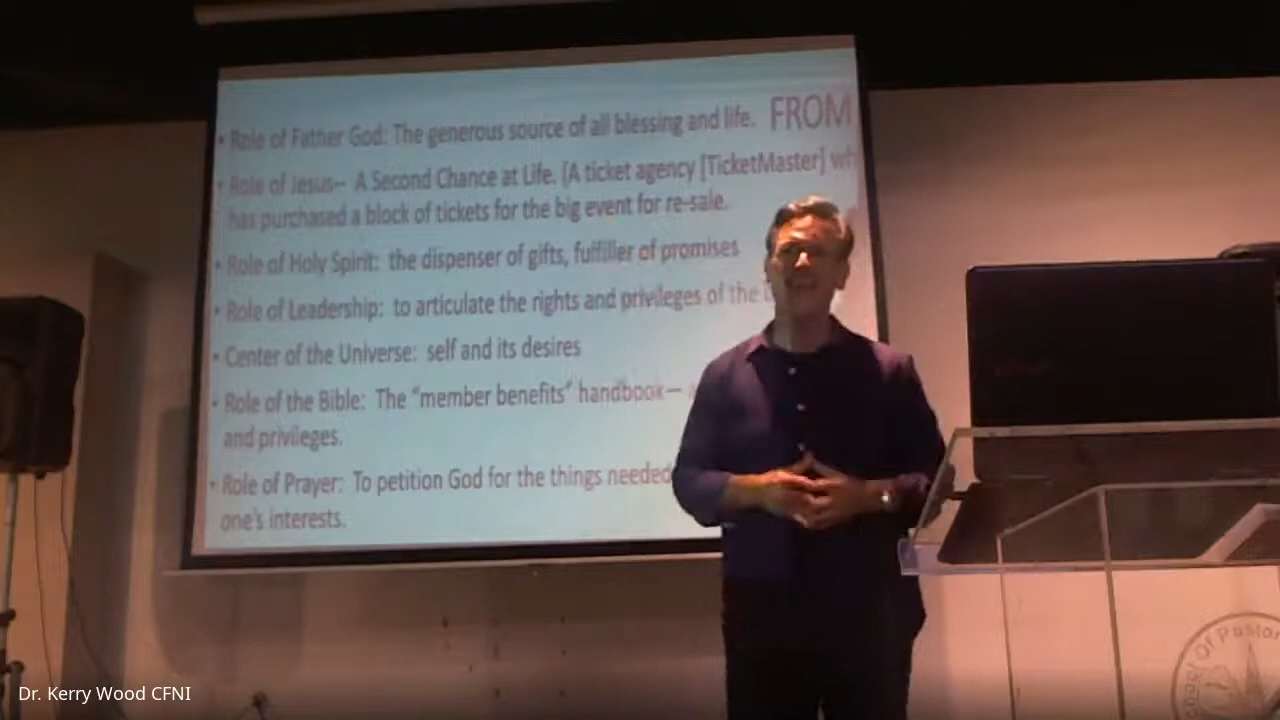 • Role of Father God: The generous source of all blessing and life. FROM
• Role of Jesus-- A Second Chance at Life. (A ticket agency [TicketMaster] wh
has purchased a block of tickets for the big event for re-sale.
• Role of Holy Spirit: the dispenser of gifts, fulfiller of promises
• Role of Leadership: to articulate the rights and privileges of the
• Center of the Universe: self and its desires
• Role of the Bible: The "member benefits" handbook—
and privileges.
• Role of Prayer: To petition God for the things needed
one's interests.
Of Pastor
Dr. Kerry Wood CFNI